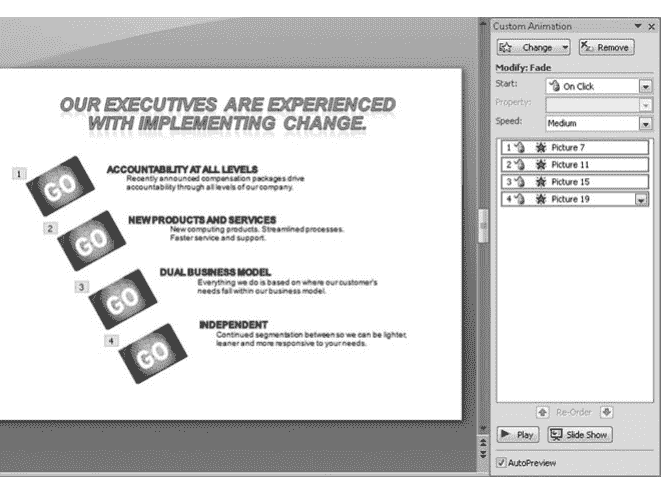 OUR EXECUTIVES ARE EXPERIENCED
WITH IMPLEMENTING CHANGE.
1
GO
ACCOUNTABILITY AT ALL LEVELS
Recently announced compensation packages drive
accountability through all levels of our company.
2
GO
NEW PRODUCTS AND SERVICES
New computing products. Streamlined processes.
Faster service and support.
3
GO
DUAL BUSINESS MODEL
Everything we do is based on where our customer's
needs fall within our business model.
4
GO
INDEPENDENT
Continued segmentation between so we can be lighter,
leaner and more responsive to your needs.
Custom Animation
Change
Remove
Modify: Fade
Start:
On Click
Property:
Speed:
Medium
1 Picture 7
2 Picture 11
3 Picture 15
4 Picture 19
Re-Order
Play
Slide Show
AutoPreview